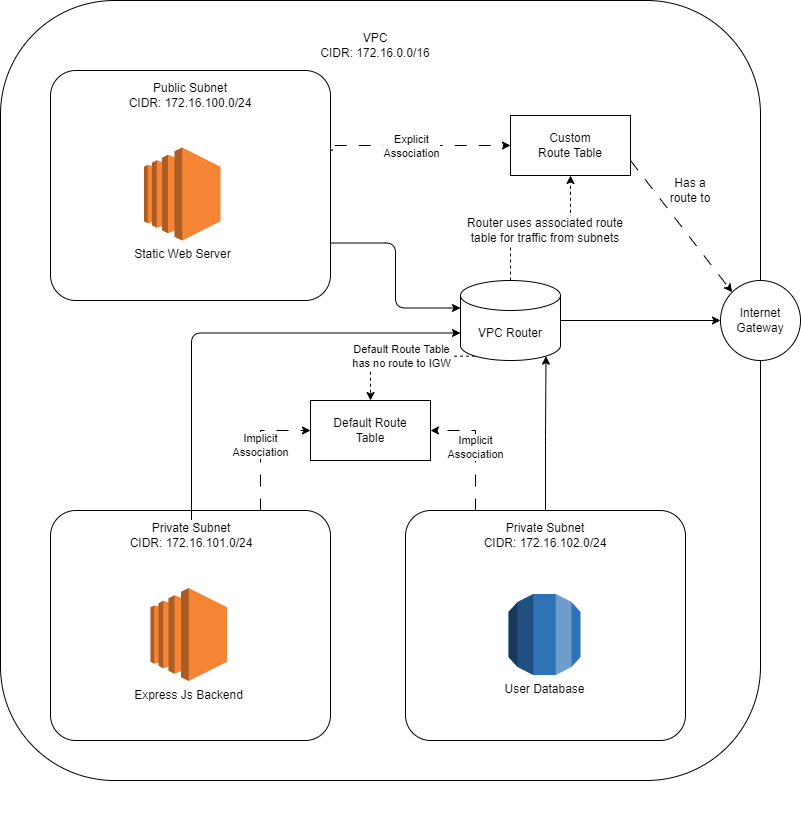 VPC
CIDR: 172.16.0.0/16
Public Subnet
CIDR: 172.16.100.0/24
Static Web Server
Explicit
Association
Custom
Route Table
Has a
route to
Router uses associated route
table for traffic from subnets
VPC Router
Internet
Gateway
Default Route Table
has no route to IGW
Default Route
Table
Implicit
Association
Implicit
Association
Private Subnet
CIDR: 172.16.101.0/24
Express Js Backend
Private Subnet
CIDR: 172.16.102.0/24
User Database